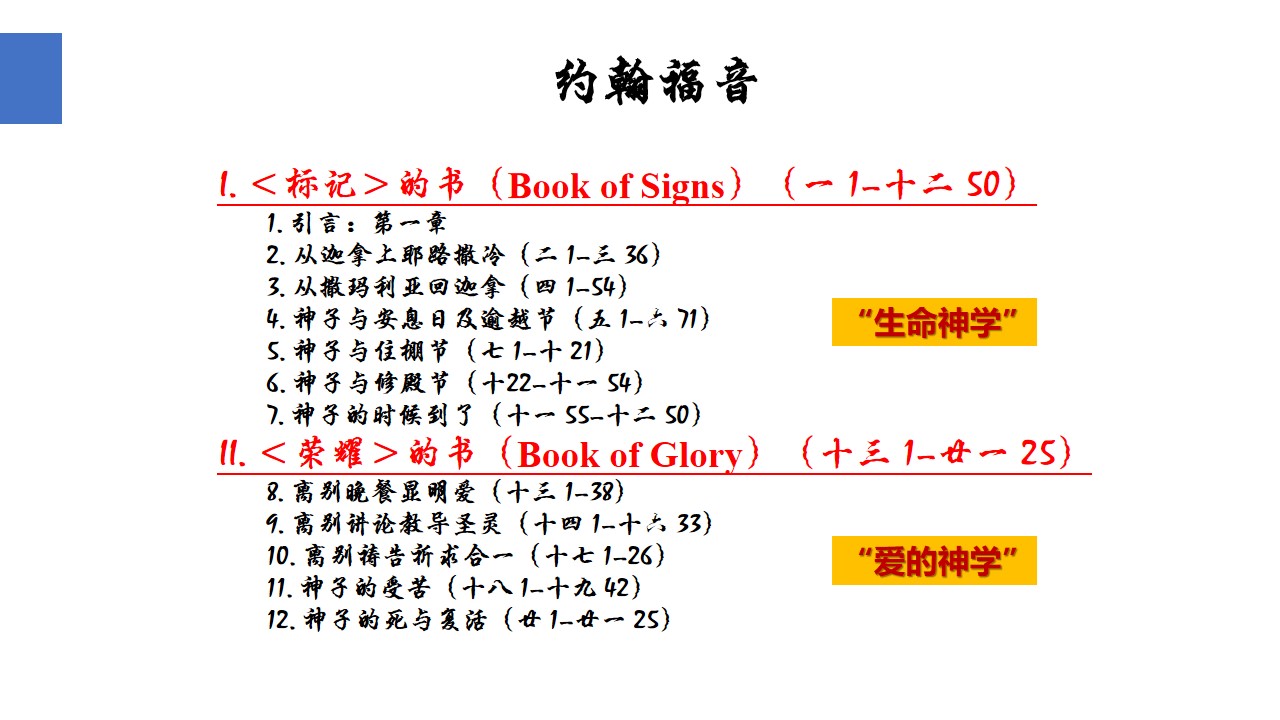 约翰福音
I. ＜标记＞的书（Book of Signs）（一 1-十二 50）
1. 引言：第一章
2. 从迦拿上耶路撒冷（二 1-三 36）
3. 从撒玛利亚回迦拿（四 1-54）
4. 神子与安息日及逾越节（五 1-六 71）
“生命神学”
5. 神子与住棚节（七 1-十 21）
6. 神子与修殿节（十22-十一 54）
7. 神子的时候到了（十一 55-十二 50）
II. ＜荣耀＞的书（Book of Glory）（十三 1-廿一 25）
8. 离别晚餐显明爱（十三 1-38）
9. 离别讲论教导圣灵（十四 1-十六 33）
10. 离别祷告祈求合一（十七 1-26）
“爱的神学”
11. 神子的受苦（十八 1-十九 42）
12. 神子的死与复活（廿 1-廿一 25）